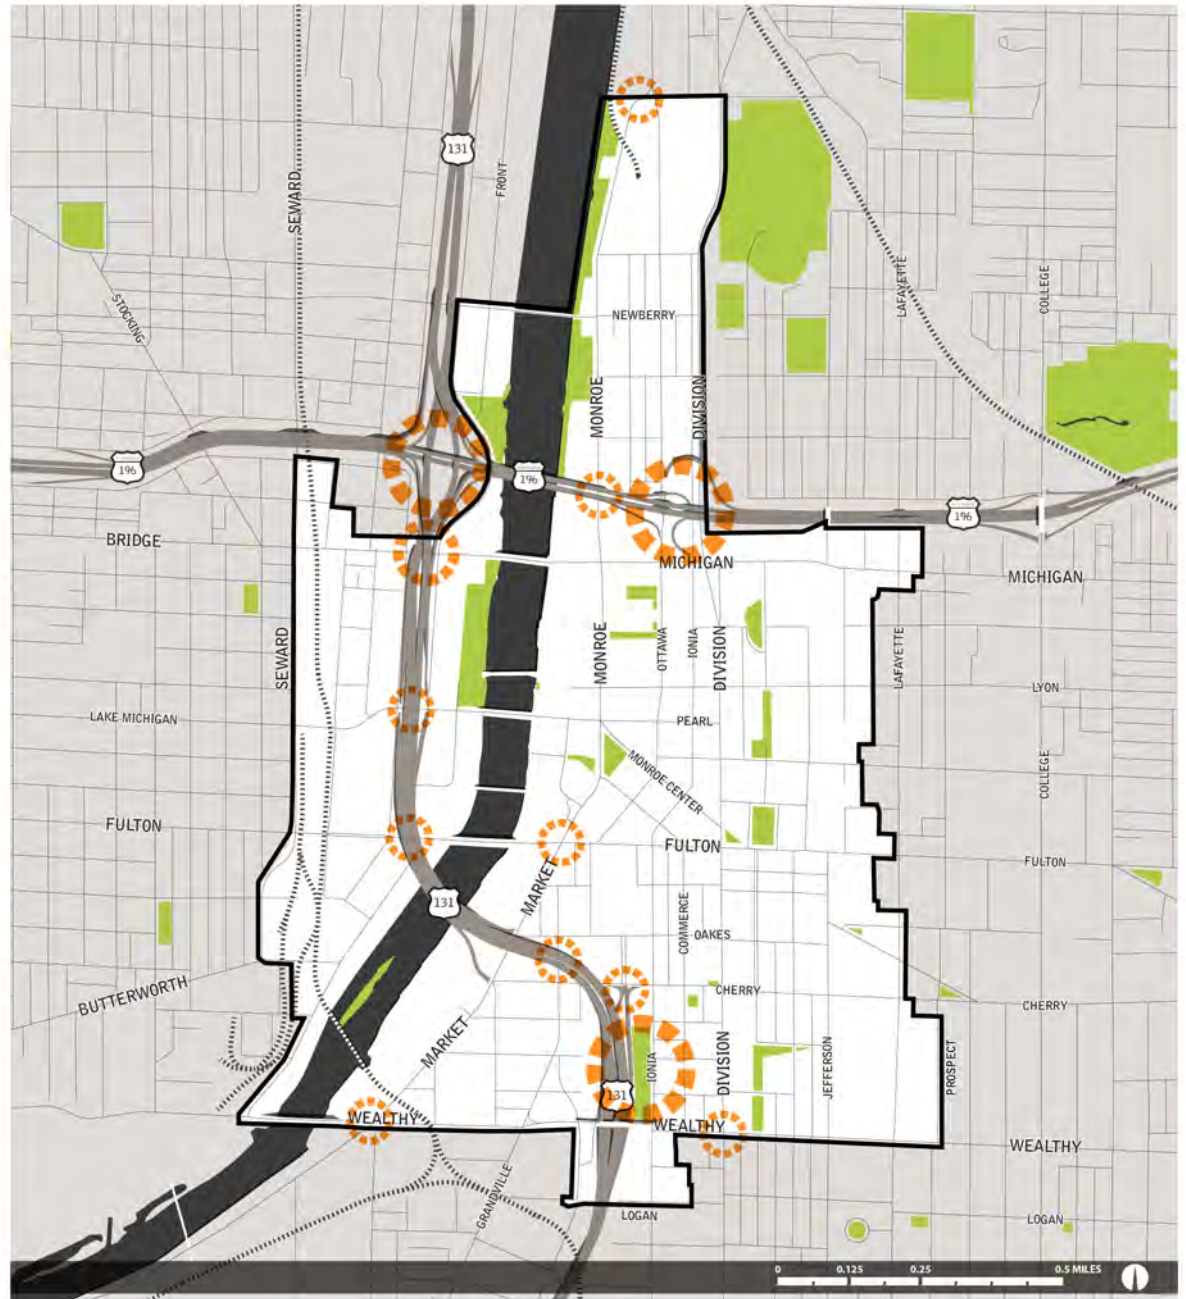 131
FRONT
SEWARD
STOCKING
LAFAYETTE
COLLEGE
NEWBERRY
MONROE
DIVISION
196
196
196
BRIDGE
MICHIGAN
MICHIGAN
SEWARD
MONROE
OTTAWA
IONIA
DIVISION
LAFAYETTE
LYON
LAKE MICHIGAN
PEARL
MONROE CENTER
COLLEGE
FULTON
FULTON
FULTON
MARKET
131
COMMERCE
OAKES
BUTTERWORTH
CHERRY
CHERRY
MARKET
IONIA
DIVISION
JEFFERSON
PROSPECT
131
WEALTHY
WEALTHY
WEALTHY
GRANDVILLE
LOGAN
LOGAN
0 0.125 0.25 0.5 MILES